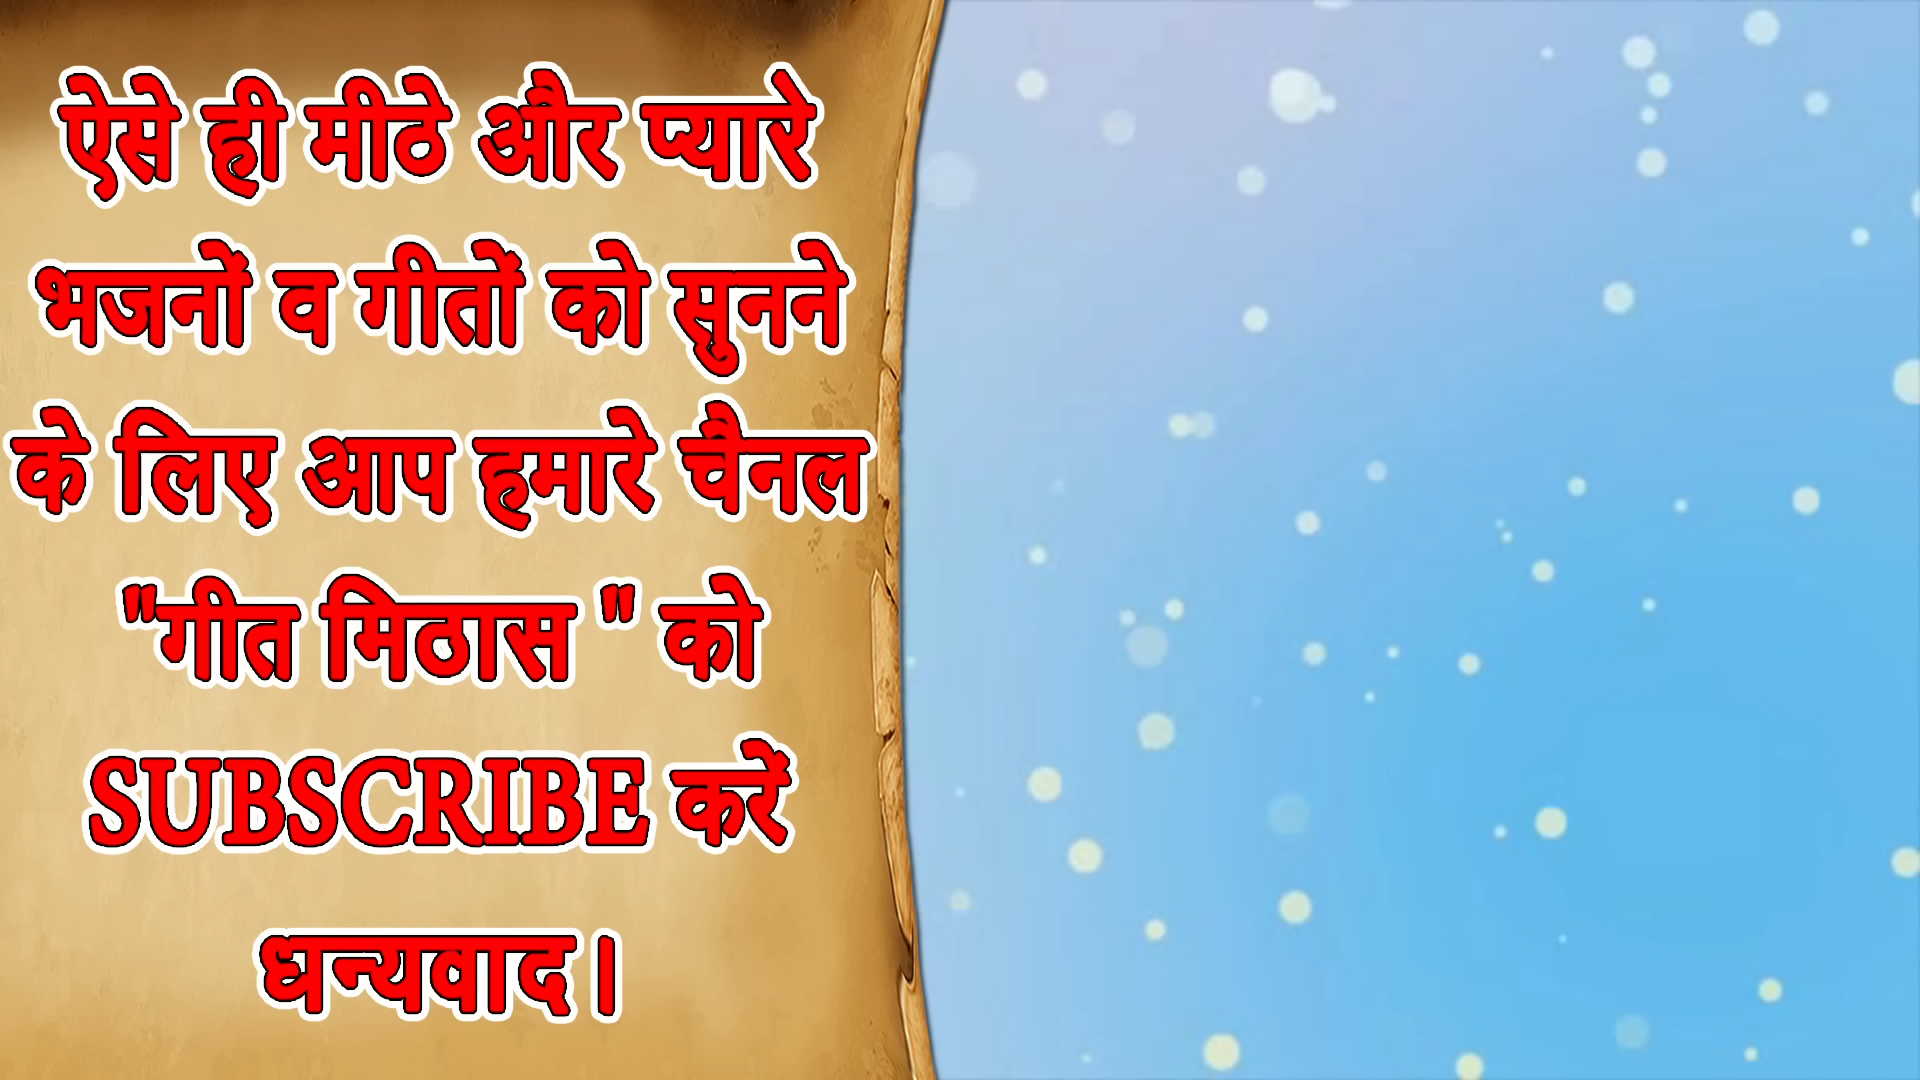 ऐसे ही मीठे और प्यारे
भजनों व गीतों को सुनने
के लिए आप हमारे चैनल
"गीत मिठास " को
SUBSCRIBE करें
धन्यवाद।